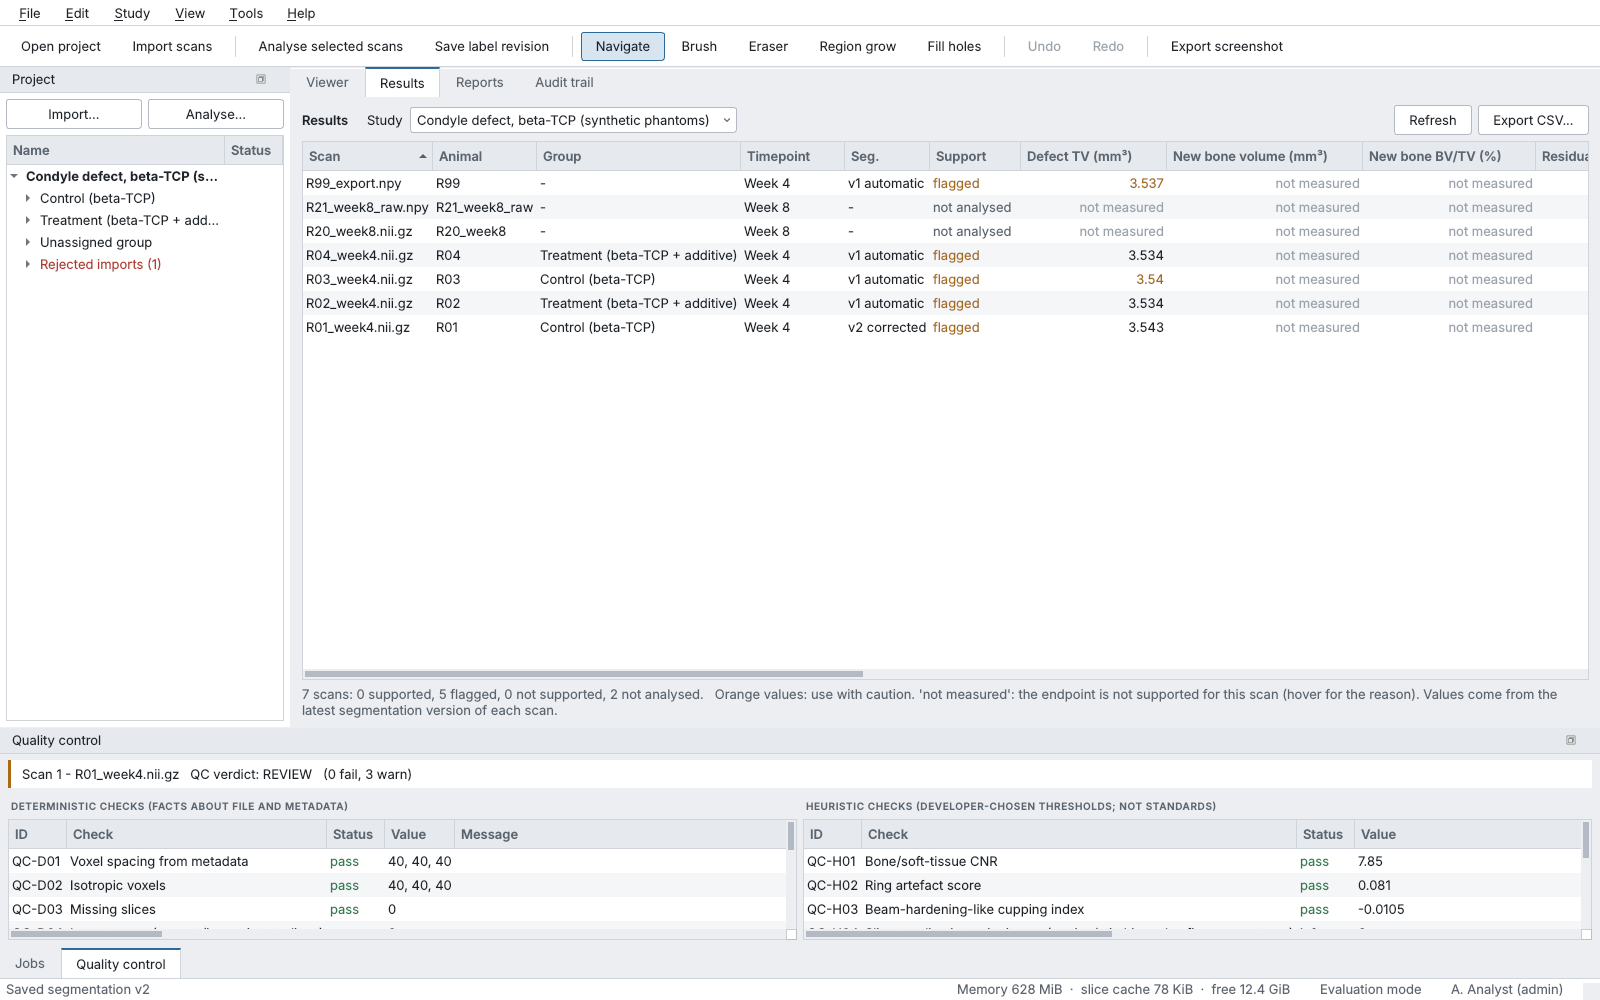 File Edit Study View Tools Help
Open project Import scans Analyse selected scans Save label revision Navigate Brush Eraser Region grow Fill holes Undo Redo Export screenshot
Project
Import... Analyse...
Name Status
Condyle defect, beta-TCP (s...
Control (beta-TCP)
Treatment (beta-TCP + add...
Unassigned group
Rejected imports (1)
Viewer Results Reports Audit trail
Results Study Condyle defect, beta-TCP (synthetic phantoms) Refresh Export CSV...
Scan Animal Group Timepoint Seg. Support Defect TV (mm³) New bone volume (mm³) New bone BV/TV (%) Residua
R99_export.npy R99 - Week 4 v1 automatic flagged 3.537 not measured not measured
R21_week8_raw.npy R21_week8_raw - Week 8 - not analysed not measured not measured not measured
R20_week8.nii.gz R20_week8 - Week 8 - not analysed not measured not measured not measured
R04_week4.nii.gz R04 Treatment (beta-TCP + additive) Week 4 v1 automatic flagged 3.534 not measured not measured
R03_week4.nii.gz R03 Control (beta-TCP) Week 4 v1 automatic flagged 3.54 not measured not measured
R02_week4.nii.gz R02 Treatment (beta-TCP + additive) Week 4 v1 automatic flagged 3.534 not measured not measured
R01_week4.nii.gz R01 Control (beta-TCP) Week 4 v2 corrected flagged 3.543 not measured not measured
7 scans: 0 supported, 5 flagged, 0 not supported, 2 not analysed. Orange values: use with caution. 'not measured': the endpoint is not supported for this scan (hover for the reason). Values come from the
latest segmentation version of each scan.
Quality control
Scan 1 - R01_week4.nii.gz QC verdict: REVIEW (0 fail, 3 warn)
DETERMINISTIC CHECKS (FACTS ABOUT FILE AND METADATA)
ID Check Status Value Message
QC-D01 Voxel spacing from metadata pass 40, 40, 40
QC-D02 Isotropic voxels pass 40, 40, 40
QC-D03 Missing slices pass 0
HEURISTIC CHECKS (DEVELOPER-CHOSEN THRESHOLDS; NOT STANDARDS)
ID Check Status Value
QC-H01 Bone/soft-tissue CNR pass 7.85
QC-H02 Ring artefact score pass 0.081
QC-H03 Beam-hardening-like cupping index pass -0.0105
Jobs Quality control
Saved segmentation v2 Memory 628 MiB · slice cache 78 KiB · free 12.4 GiB Evaluation mode A. Analyst (admin)